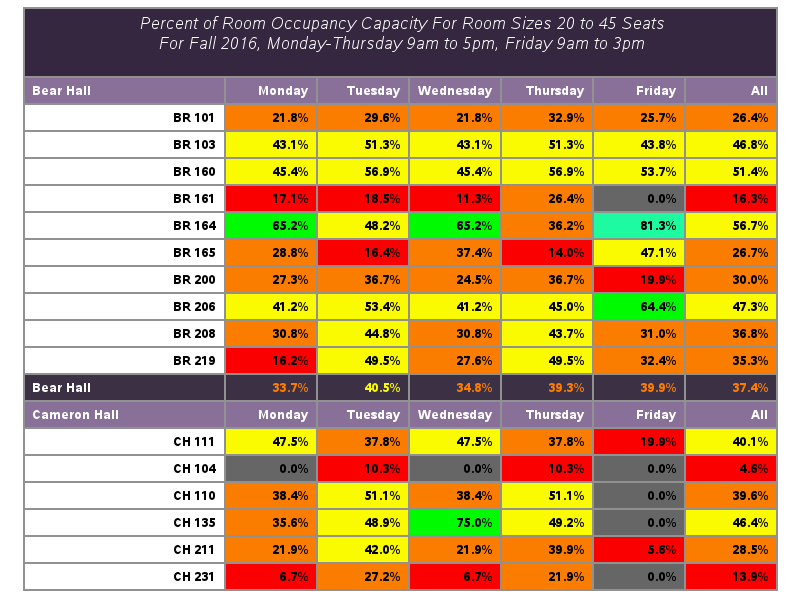 Percent of Room Occupancy Capacity For Room Sizes 20 to 45 Seats
For Fall 2016, Monday-Thursday 9am to 5pm, Friday 9am to 3pm
Bear Hall Monday Tuesday Wednesday Thursday Friday All
BR 101 21.8% 29.6% 21.8% 32.9% 25.7% 26.4%
BR 103 43.1% 51.3% 43.1% 51.3% 43.8% 46.8%
BR 160 45.4% 56.9% 45.4% 56.9% 53.7% 51.4%
BR 161 17.1% 18.5% 11.3% 26.4% 0.0% 16.3%
BR 164 65.2% 48.2% 65.2% 36.2% 81.3% 56.7%
BR 165 28.8% 16.4% 37.4% 14.0% 47.1% 26.7%
BR 200 27.3% 36.7% 24.5% 36.7% 19.9% 30.0%
BR 206 41.2% 53.4% 41.2% 45.0% 64.4% 47.3%
BR 208 30.8% 44.8% 30.8% 43.7% 31.0% 36.8%
BR 219 16.2% 49.5% 27.6% 49.5% 32.4% 35.3%
Bear Hall 33.7% 40.5% 34.8% 39.3% 39.9% 37.4%
Cameron Hall Monday Tuesday Wednesday Thursday Friday All
CH 111 47.5% 37.8% 47.5% 37.8% 19.9% 40.1%
CH 104 0.0% 10.3% 0.0% 10.3% 0.0% 4.6%
CH 110 38.4% 51.1% 38.4% 51.1% 0.0% 39.6%
CH 135 35.6% 48.9% 75.0% 49.2% 0.0% 46.4%
CH 211 21.9% 42.0% 21.9% 39.9% 5.6% 28.5%
CH 231 6.7% 27.2% 6.7% 21.9% 0.0% 13.9%